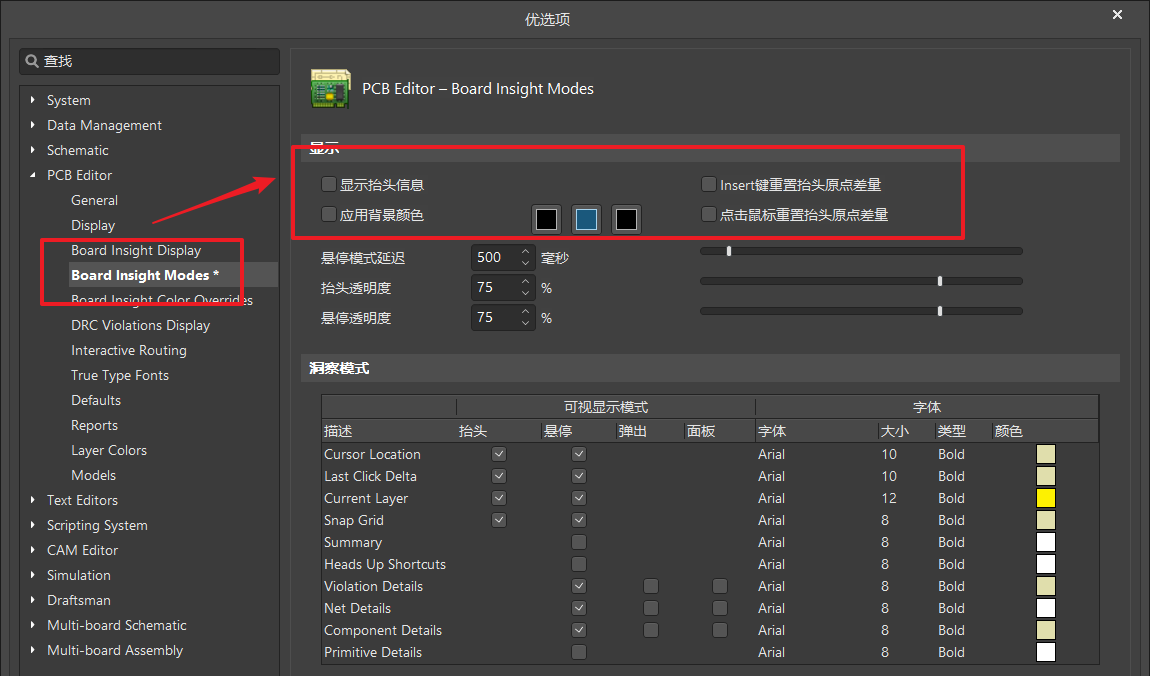 优选项
查找
System
Data Management
Schematic
PCB Editor
General
Display
Board Insight Display
Board Insight Modes *
Board Insight Color Overrides
DRC Violations Display
Interactive Routing
True Type Fonts
Defaults
Reports
Layer Colors
Models
Text Editors
Scripting System
CAM Editor
Simulation
Draftsman
Multi-board Schematic
Multi-board Assembly
PCB Editor – Board Insight Modes
显示
显示抬头信息 Insert键重置抬头原点差量
应用背景颜色 点击鼠标重置抬头原点差量
悬停模式延迟 500 毫秒
抬头透明度 75 %
悬停透明度 75 %
洞察模式
可视显示模式 字体
描述 抬头 悬停 弹出 面板 字体 大小 类型 颜色
Cursor Location Arial 10 Bold
Last Click Delta Arial 10 Bold
Current Layer Arial 12 Bold
Snap Grid Arial 8 Bold
Summary Arial 8 Bold
Heads Up Shortcuts Arial 8 Bold
Violation Details Arial 8 Bold
Net Details Arial 8 Bold
Component Details Arial 8 Bold
Primitive Details Arial 8 Bold